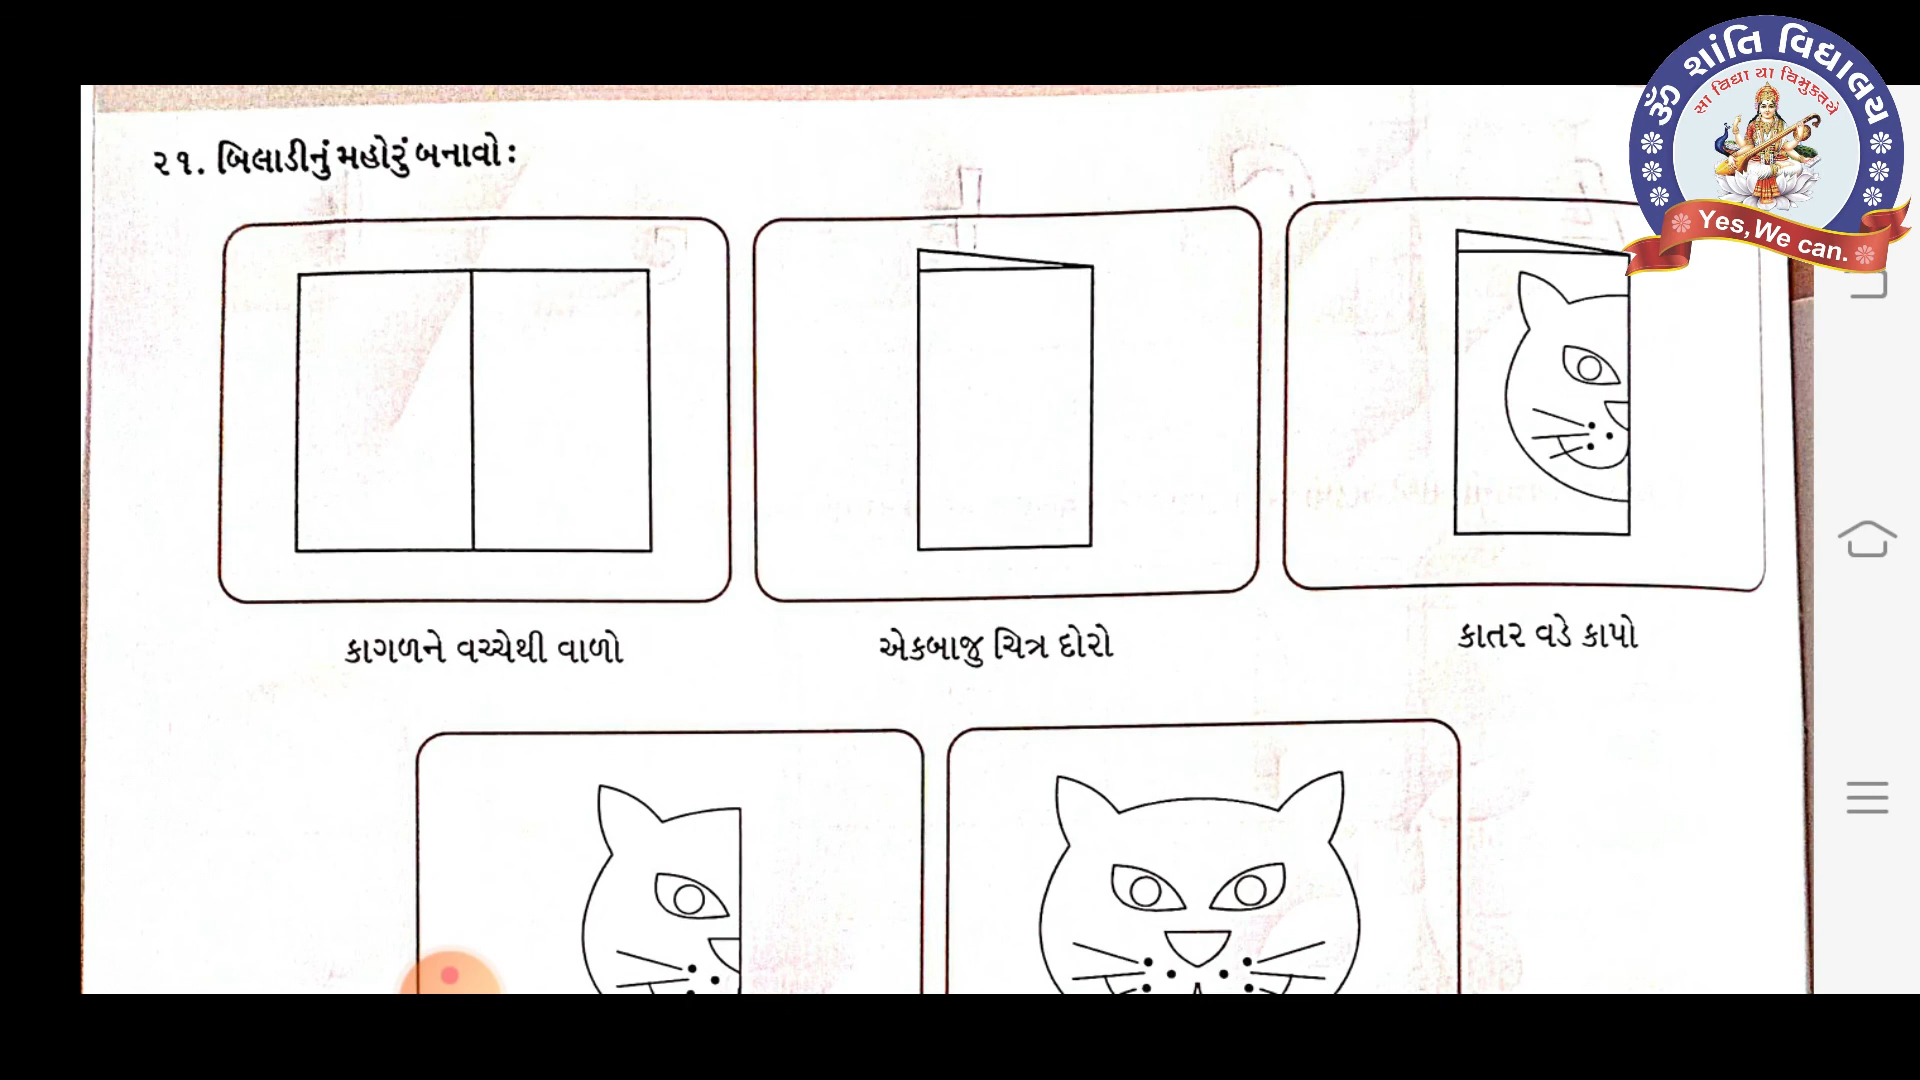 ૐ શાંતિ વિદ્યાલય
સા વિદ્યા યા વિમુક્તયે
Yes, We can.
૨૧. બિલાડીનું મહોરું બનાવો :
કાગળને વચ્ચેથી વાળો
એકબાજુ ચિત્ર દોરો
કાતર વડે કાપો